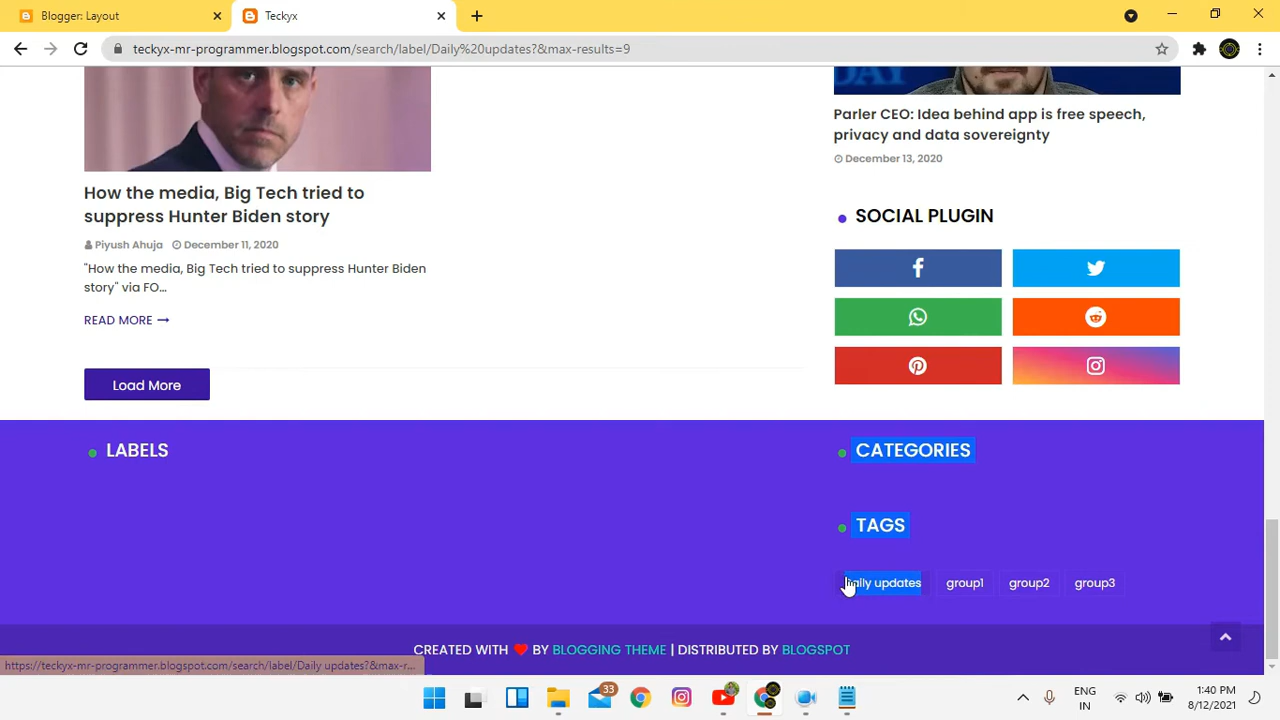 Blogger: Layout
Teckyx
teckyx-mr-programmer.blogspot.com/search/label/Daily%20updates?&max-results=9
How the media, Big Tech tried to
suppress Hunter Biden story
Piyush Ahuja December 11, 2020
"How the media, Big Tech tried to suppress Hunter Biden
story" via FO...
READ MORE
Load More
DAY
Parler CEO: Idea behind app is free speech,
privacy and data sovereignty
December 13, 2020
SOCIAL PLUGIN
LABELS
CATEGORIES
TAGS
Daily updates group1 group2 group3
CREATED WITH ❤ BY BLOGGING THEME | DISTRIBUTED BY BLOGSPOT
https://teckyx-mr-programmer.blogspot.com/search/label/Daily updates?&max-r...
33
ENG
IN
1:40 PM
8/12/2021